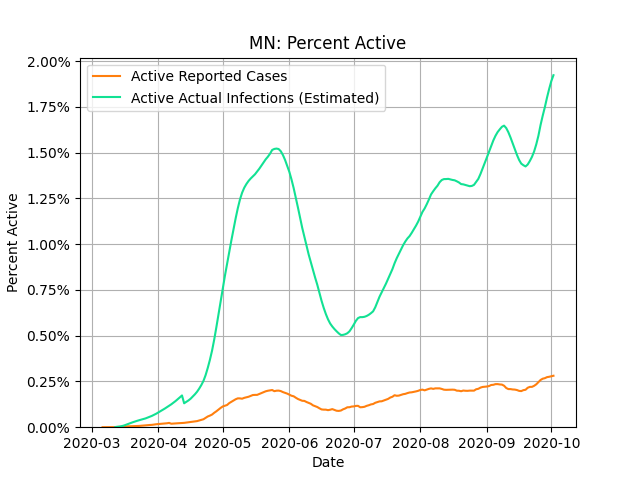 MN: Percent Active
Active Reported Cases
Active Actual Infections (Estimated)
2.00%
1.75%
1.50%
1.25%
1.00%
0.75%
0.50%
0.25%
0.00%
Percent Active
2020-03 2020-04 2020-05 2020-06 2020-07 2020-08 2020-09 2020-10
Date